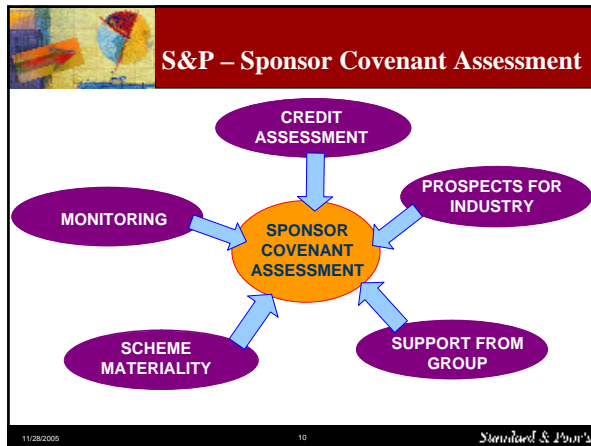 S&P – Sponsor Covenant Assessment
CREDIT
ASSESSMENT
PROSPECTS FOR
INDUSTRY
MONITORING
SPONSOR
COVENANT
ASSESSMENT
SCHEME
MATERIALITY
SUPPORT FROM
GROUP
11/28/2005
10
Standard & Poor's